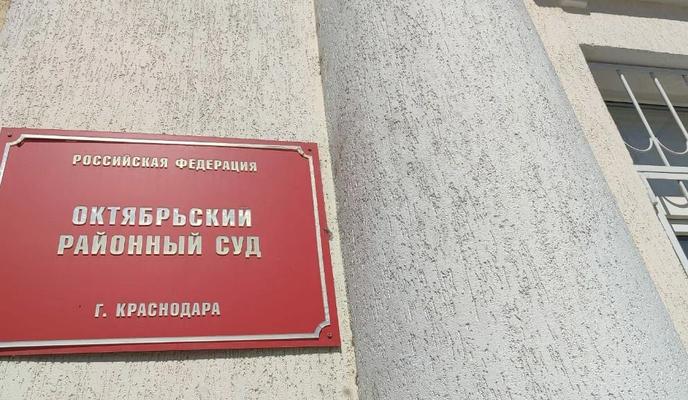 РОССИЙСКАЯ ФЕДЕРАЦИЯ
ОКТЯБРЬСКИЙ
РАЙОННЫЙ СУД
Г. КРАСНОДАРА